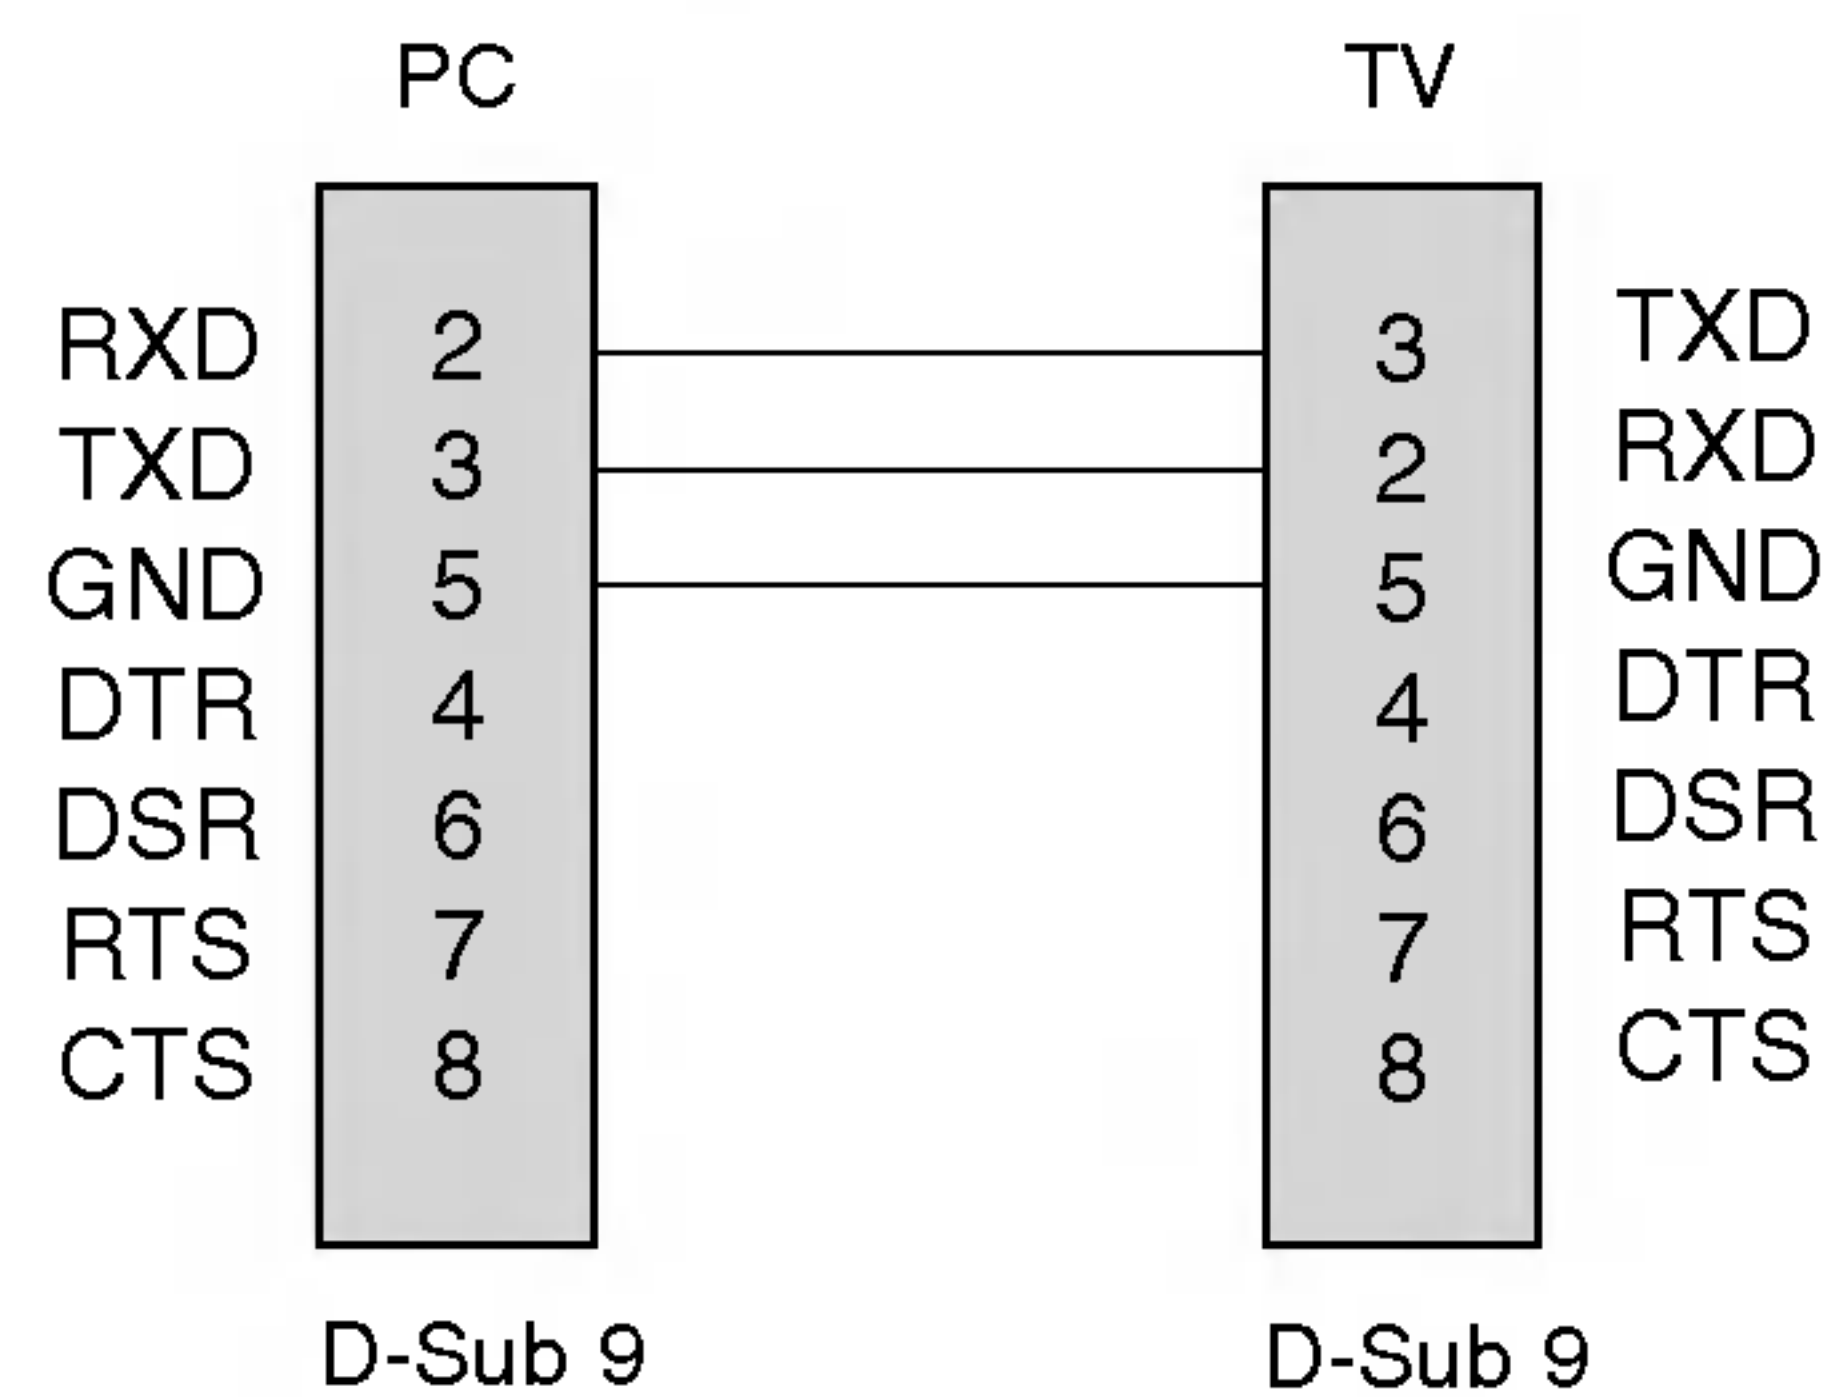 PC TV
RXD 2 3 TXD
TXD 3 2 RXD
GND 5 5 GND
DTR 4 4 DTR
DSR 6 6 DSR
RTS 7 7 RTS
CTS 8 8 CTS
D-Sub 9 D-Sub 9